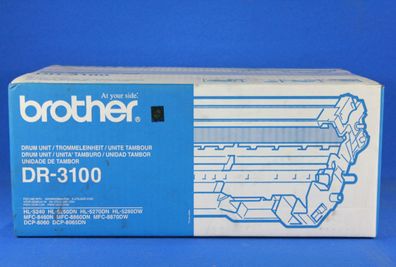 At your side.
brother
DRUM UNIT / TROMMELEINHEIT / UNITE TAMBOUR
DRUM UNIT / UNITA' TAMBURO / UNIDAD TAMBOR
UNIDADE DE TAMBOR
DR-3100
HL-5240 HL-5250DN HL-5270DN HL-5280DW
MFC-8460N MFC-8860DN MFC-8870DW
DCP-8060 DCP-8065DN